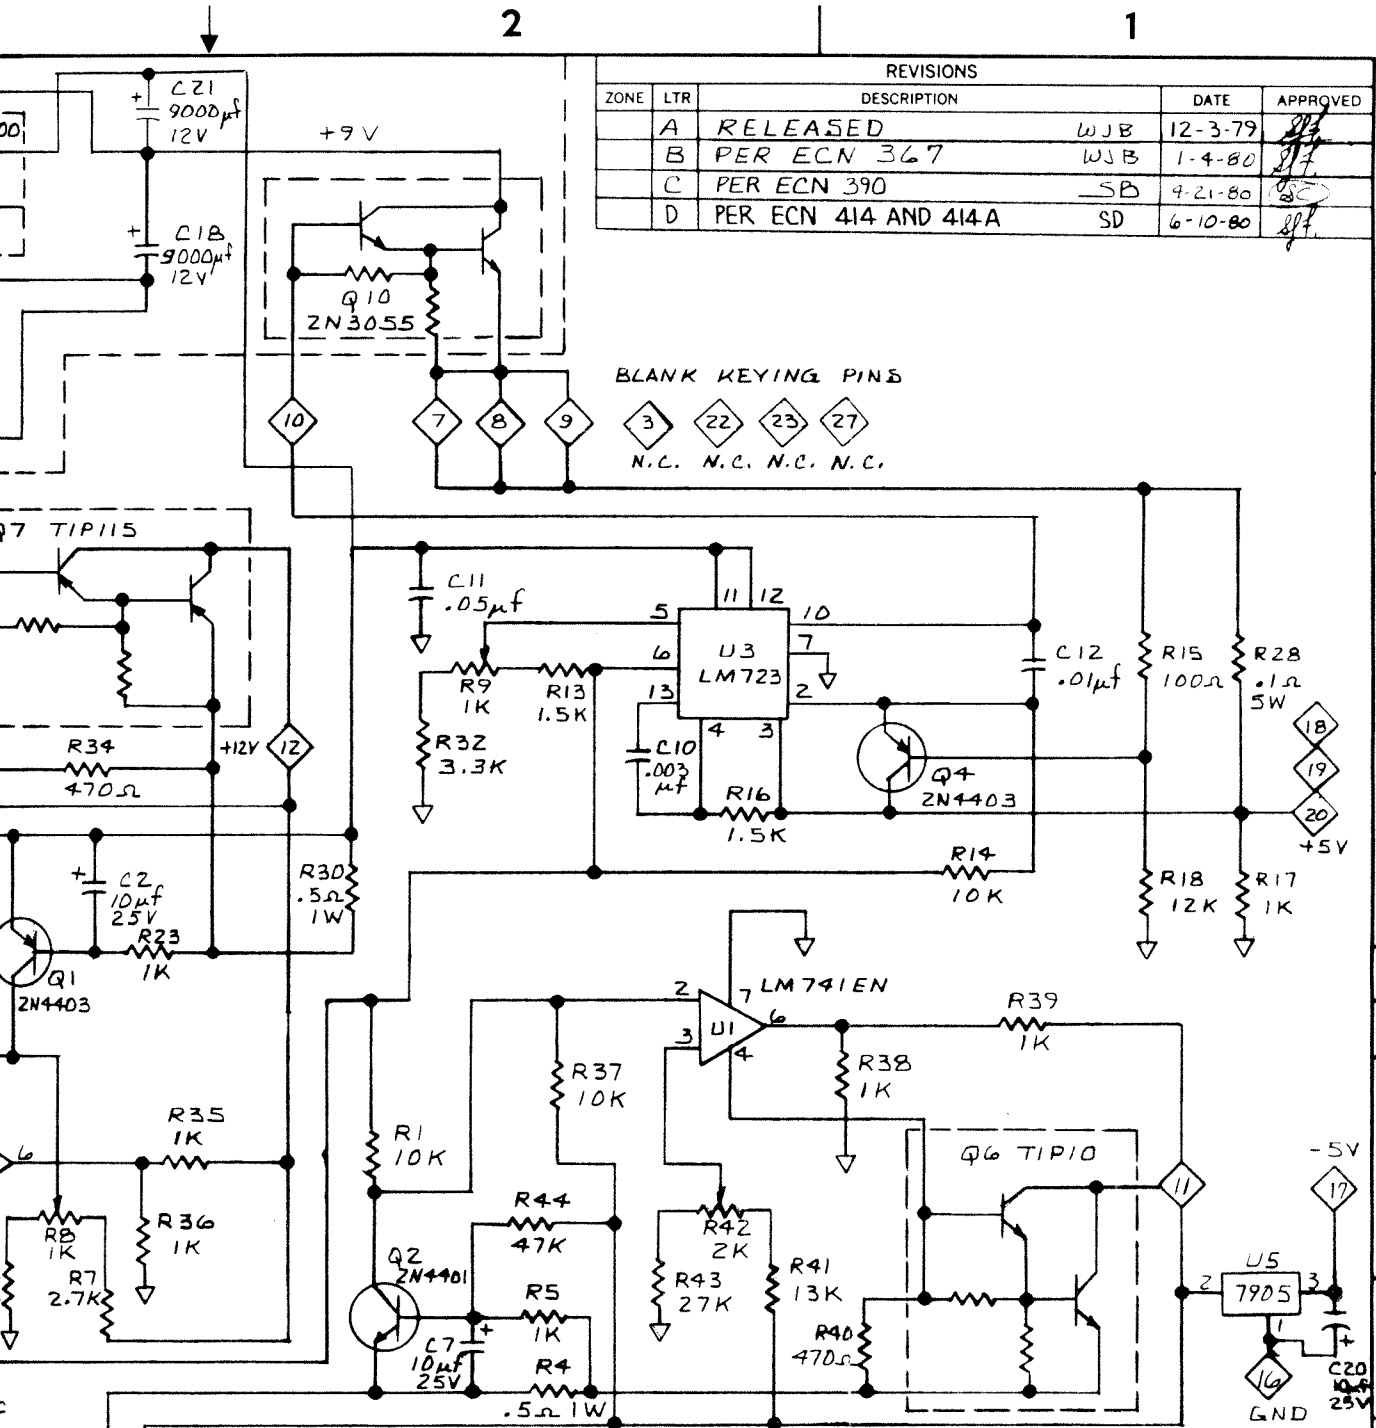 2
1
REVISIONS
ZONE LTR DESCRIPTION DATE APPROVED
A RELEASED WJB 12-3-79
B PER ECN 367 WJB 1-4-80
C PER ECN 390 SB 9-21-80
D PER ECN 414 AND 414A SD 6-10-80
C21
9000µf
12V
+
00
+9V
+
C18
9000µf
12V
Q10
2N3055
BLANK KEYING PINS
10
7
8
9
3
22
23
27
N.C. N.C. N.C. N.C.
Q7 TIP115
C11
.05µf
5
11
12
10
6
U3
LM723
7
13
2
4
3
R9
1K
R13
1.5K
R32
3.3K
C10
.003
µf
R16
1.5K
Q4
2N4403
C12
.01µf
R15
100Ω
R28
.1Ω
5W
18
19
20
+5V
R34
470Ω
+12V
12
+
C2
10µf
25V
R30
.5Ω
1W
R14
10K
R18
12K
R17
1K
R23
1K
Q1
2N4403
2
7
LM741EN
3
U1
6
4
R39
1K
R37
10K
R38
1K
R35
1K
6
R1
10K
Q6 TIP10
-5V
11
17
R8
1K
R36
1K
R7
2.7K
R44
47K
R42
2K
Q2
2N4401
R43
27K
R41
13K
U5
2
7905
3
1
R5
1K
+
C7
10µf
25V
R40
470Ω
R4
.5Ω 1W
16
GND
+
C20
10µf
25V
C